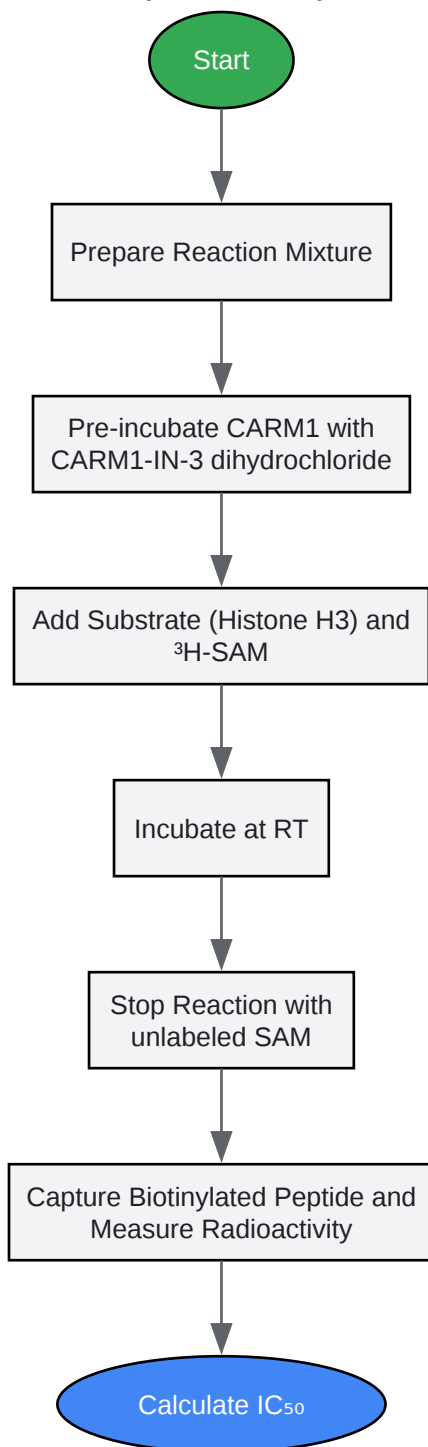 Start
Prepare Reaction Mixture
Pre-incubate CARM1 with
CARM1-IN-3 dihydrochloride
Add Substrate (Histone H3) and
³H-SAM
Incubate at RT
Stop Reaction with
unlabeled SAM
Capture Biotinylated Peptide and
Measure Radioactivity
Calculate IC₅₀